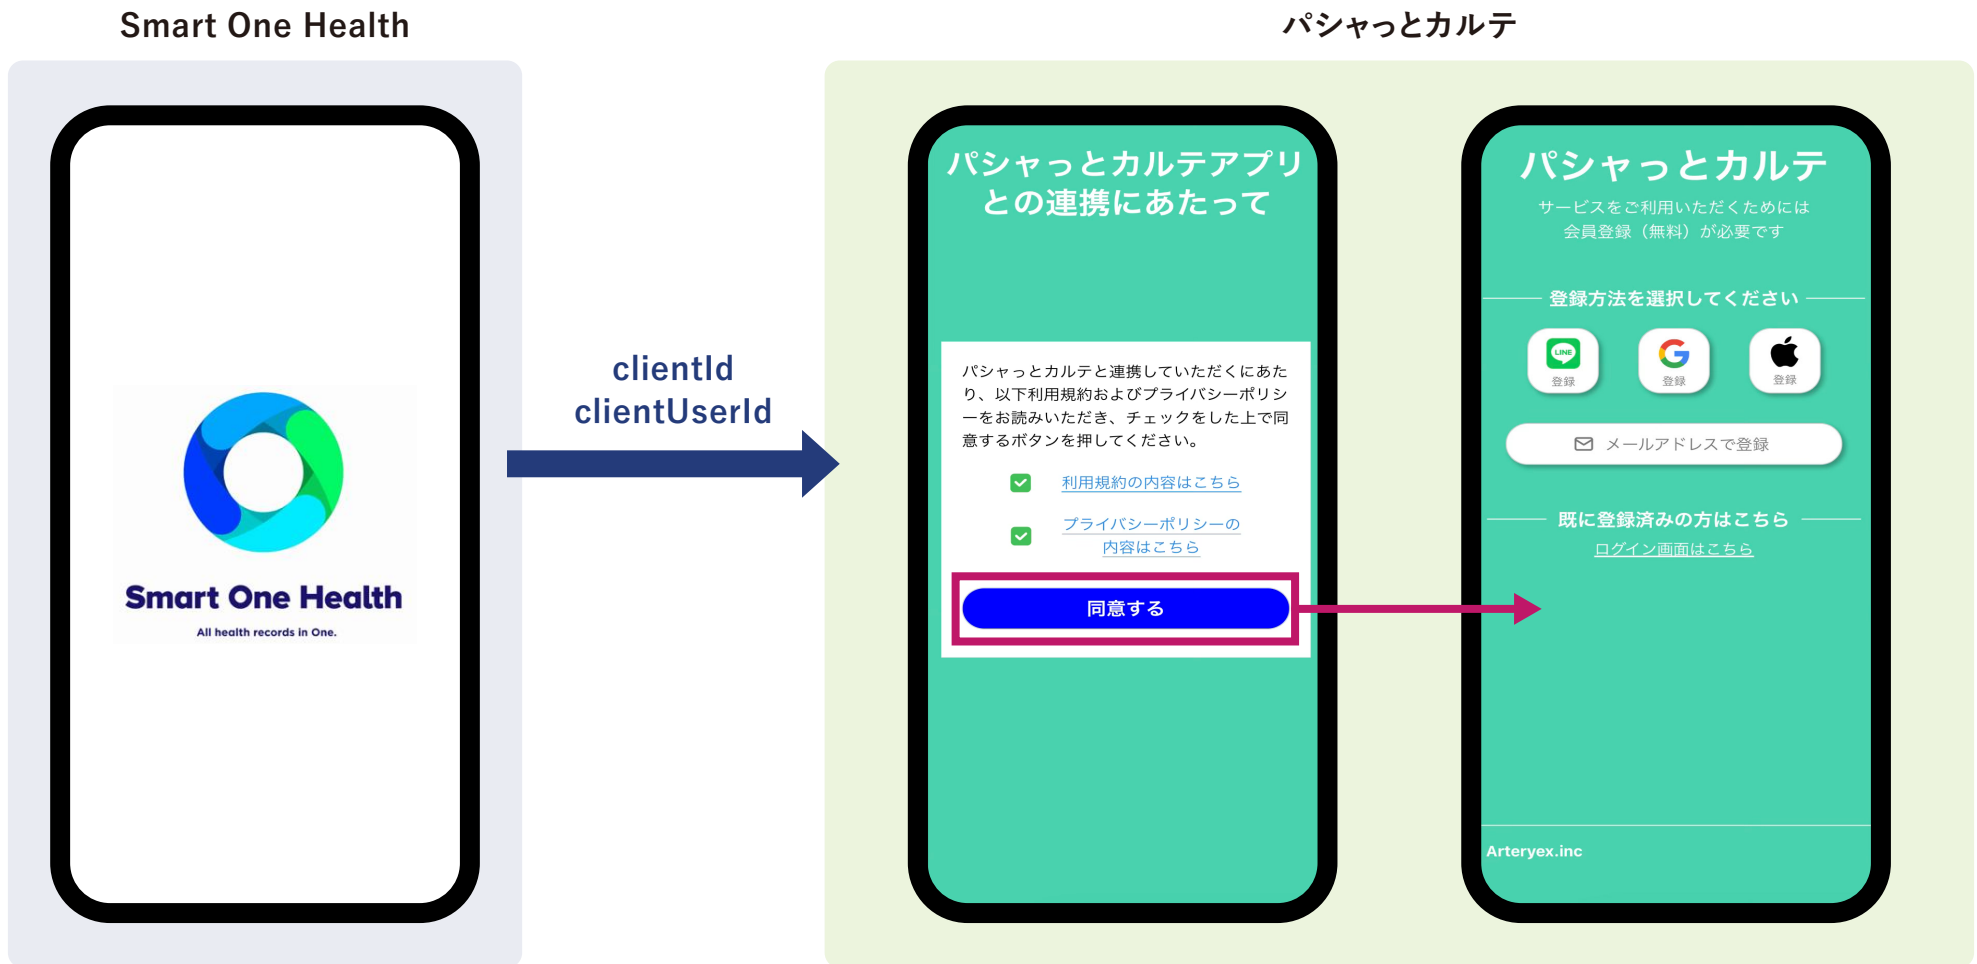 Smart One Health
パシャっとカルテ
Smart One Health
All health records in One.
clientId
clientUserId
パシャっとカルテアプリ
との連携にあたって
パシャっとカルテと連携していただくにあた
り、以下利用規約およびプライバシーポリシ
ーをお読みいただき、チェックをした上で同
意するボタンを押してください。
利用規約の内容はこちら
プライバシーポリシーの
内容はこちら
同意する
パシャっとカルテ
サービスをご利用いただくためには
会員登録（無料）が必要です
登録方法を選択してください
LINE
登録
登録
登録
メールアドレスで登録
既に登録済みの方はこちら
ログイン画面はこちら
Arteryex.inc